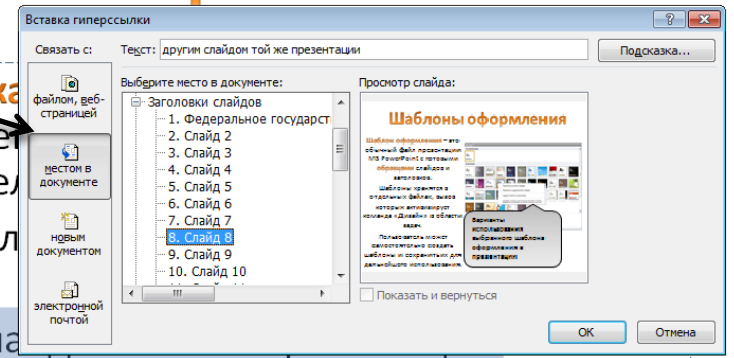 Вставка гиперссылки
Связать с:
Текст: другим слайдом той же презентации
Подсказка...
файлом, веб-
страницей
местом в
документе
новым
документом
электронной
почтой
Выберите место в документе:
Заголовки слайдов
1. Федеральное государст
2. Слайд 2
3. Слайд 3
4. Слайд 4
5. Слайд 5
6. Слайд 6
7. Слайд 7
8. Слайд 8
9. Слайд 9
10. Слайд 10
Просмотр слайда:
Шаблоны оформления
Шаблон оформления – это
обычный файл презентации
MS PowerPoint с готовыми
образцами слайдов и
заголовков.
Шаблоны хранятся в
отдельных файлах, вызов
которых активизирует
команда «Дизайн» в области
задач.
Пользователь может
самостоятельно создать
шаблоны и сохранить их для
дальнейшего использования.
Варианты
использования
выбранного шаблона
оформления в
презентации
Показать и вернуться
ОК
Отмена